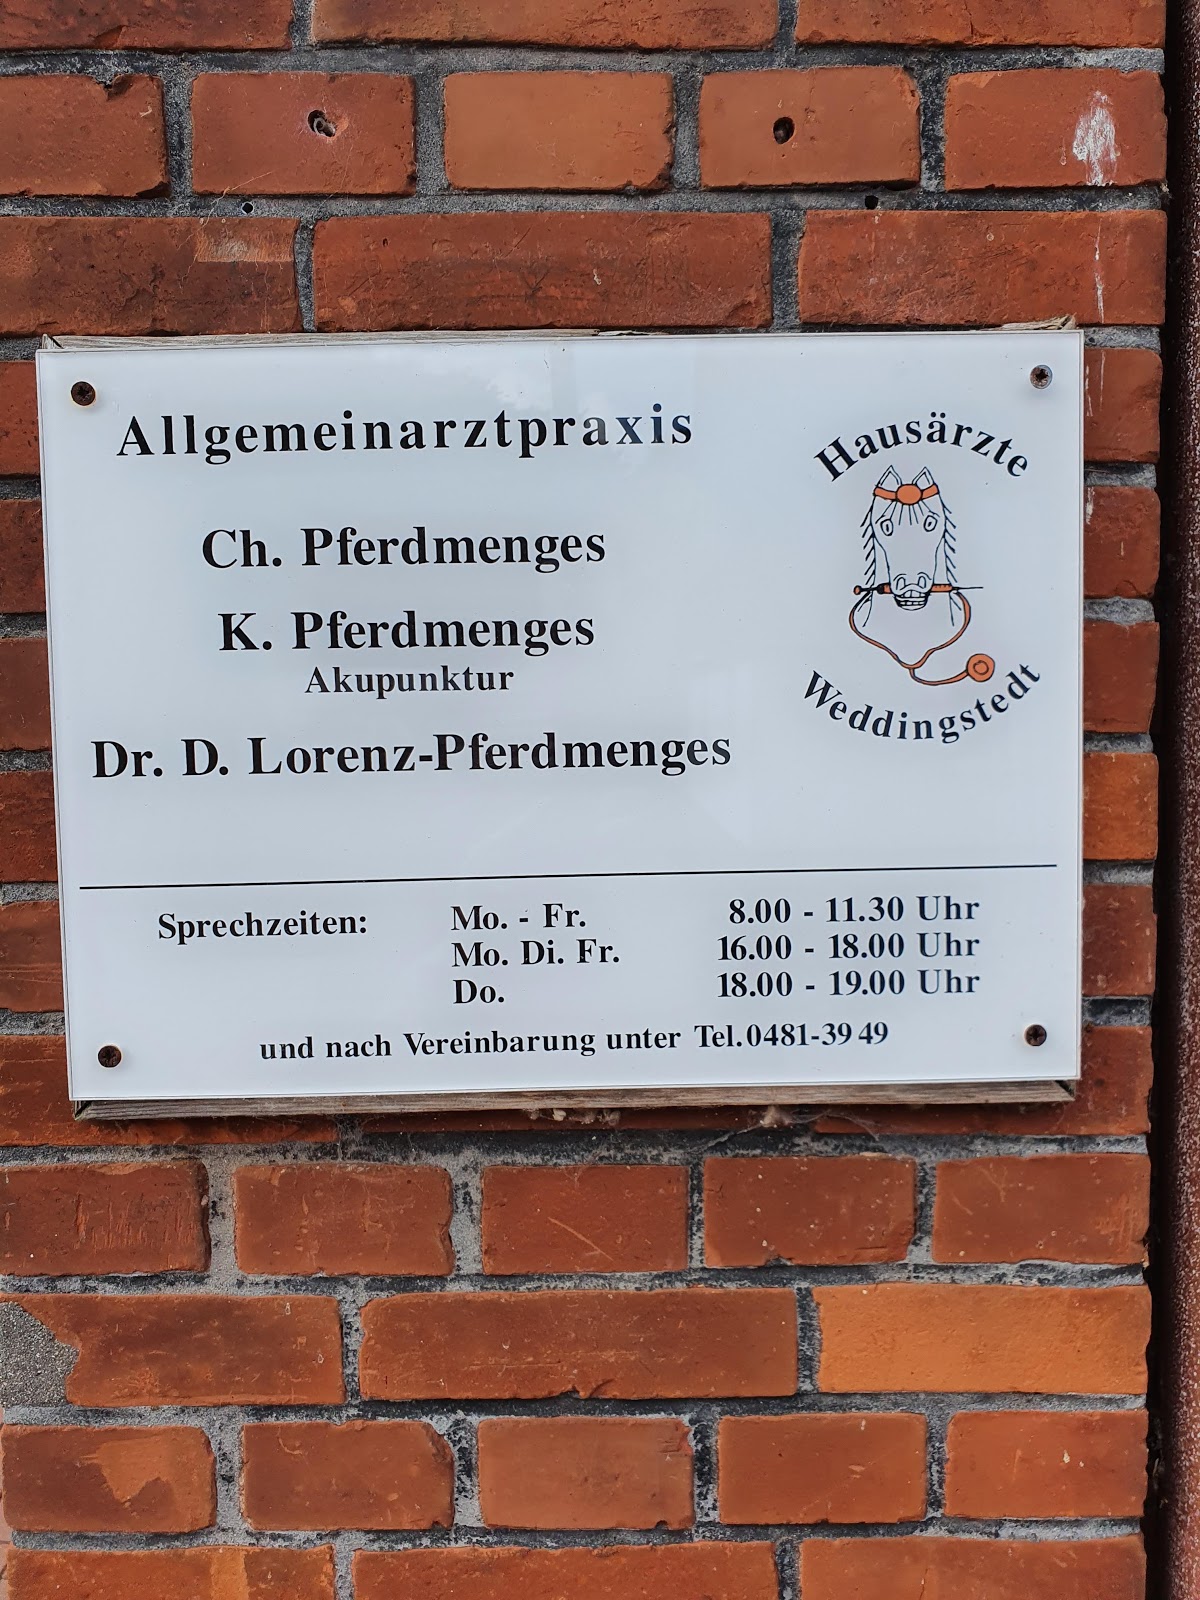 Allgemeinarztpraxis
Ch. Pferdmenges
K. Pferdmenges
Akupunktur
Dr. D. Lorenz-Pferdmenges
Hausärzte
Weddingstedt
Sprechzeiten: Mo. - Fr. 8.00 - 11.30 Uhr
Mo. Di. Fr. 16.00 - 18.00 Uhr
Do. 18.00 - 19.00 Uhr
und nach Vereinbarung unter Tel.0481-39 49